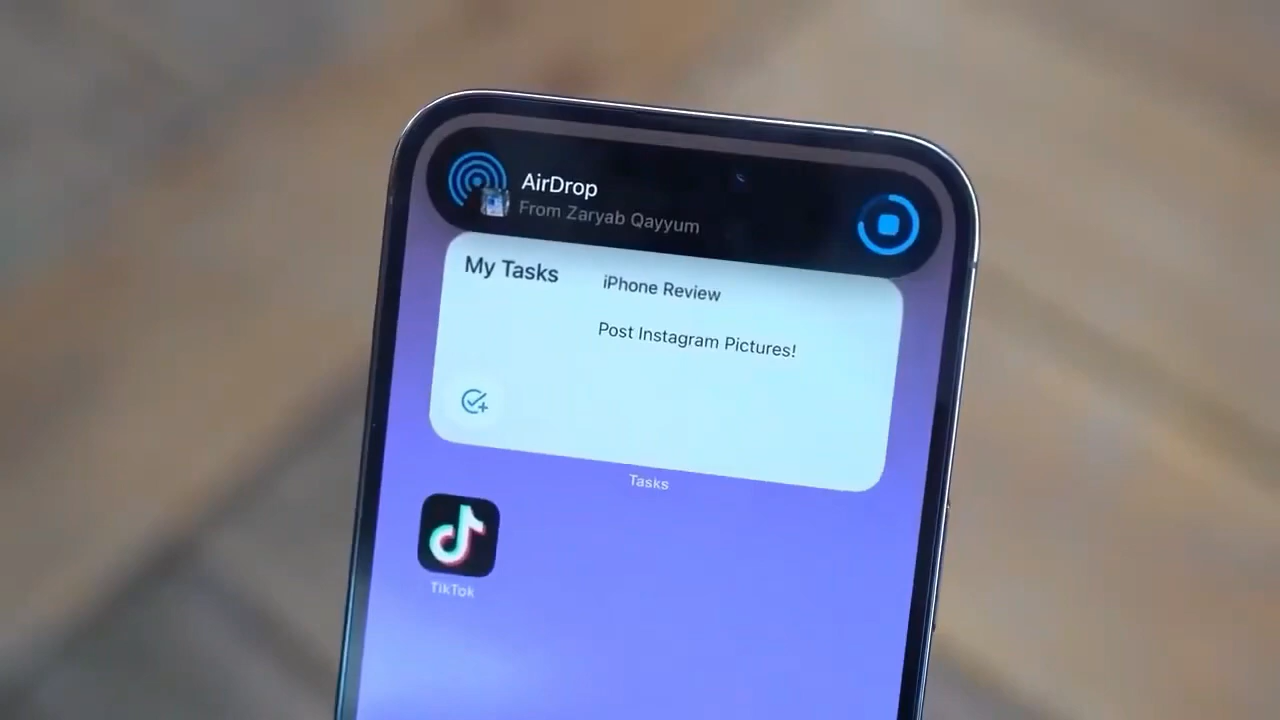 AirDrop
From Zaryab Qayyum
My Tasks
iPhone Review
Post Instagram Pictures!
Tasks
TikTok